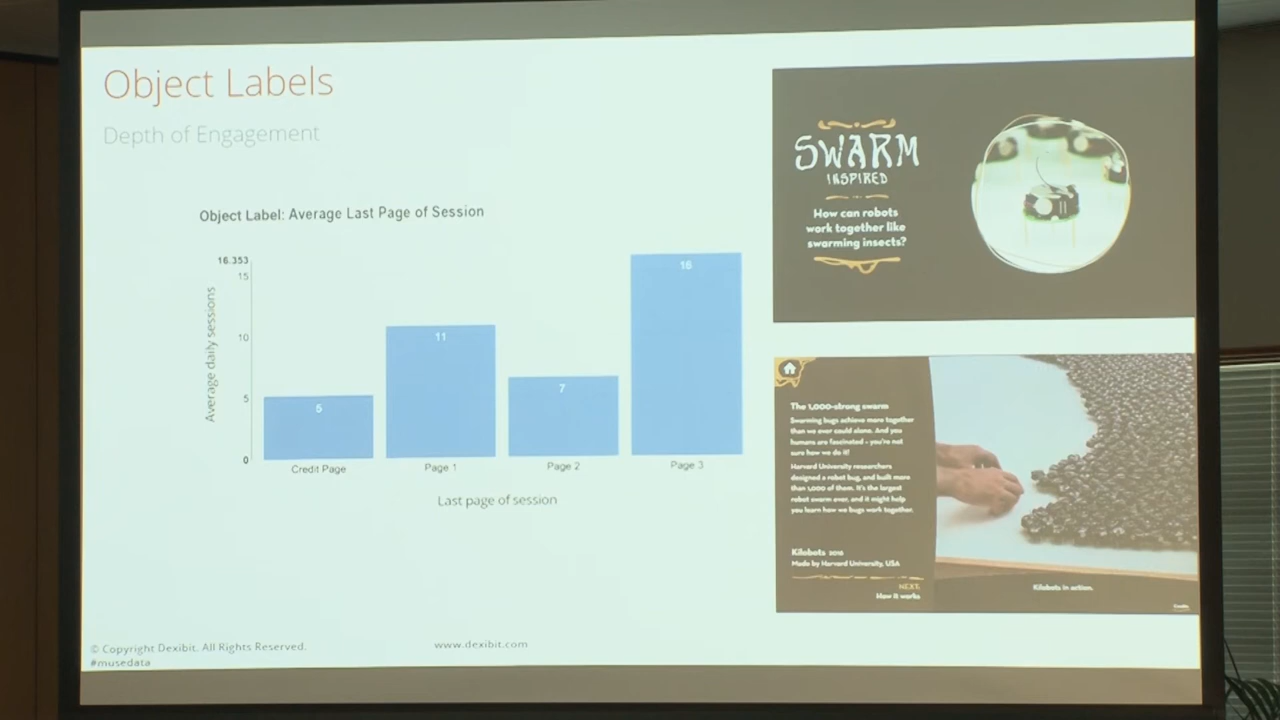 Object Labels
Depth of Engagement
Object Label: Average Last Page of Session
16.353
15
10
5
0
Average daily sessions
5
11
7
16
Credit Page
Page 1
Page 2
Page 3
Last page of session
© Copyright Dexibit. All Rights Reserved.
#musedata
www.dexibit.com
SWARM
INSPIRED
How can robots
work together like
swarming insects?
The 1,000-strong swarm
Swarming bugs achieve more together
than we ever could alone. And you
humans are fascinated – you're not
sure how we do it!
Harvard University researchers
designed a robot bug, and built more
than 1,000 of them. It's the largest
robot swarm ever, and it might help
you learn how we bugs work together.
Kilobots 2010
Made by Harvard University, USA
NEXT:
How it works
Kilobots in action.
Credits